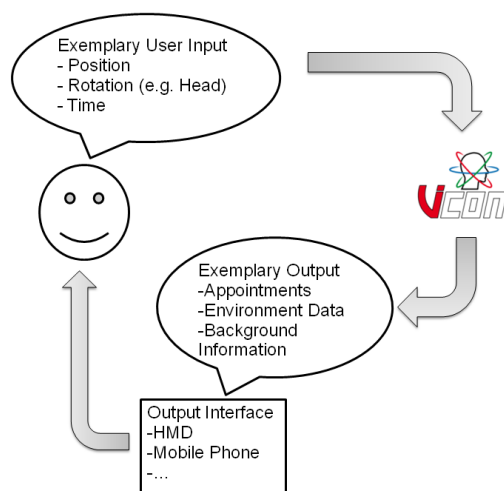 Exemplary User Input
- Position
- Rotation (e.g. Head)
- Time
Vicon
Exemplary Output
-Appointments
-Environment Data
-Background
Information
Output Interface
-HMD
-Mobile Phone
-...